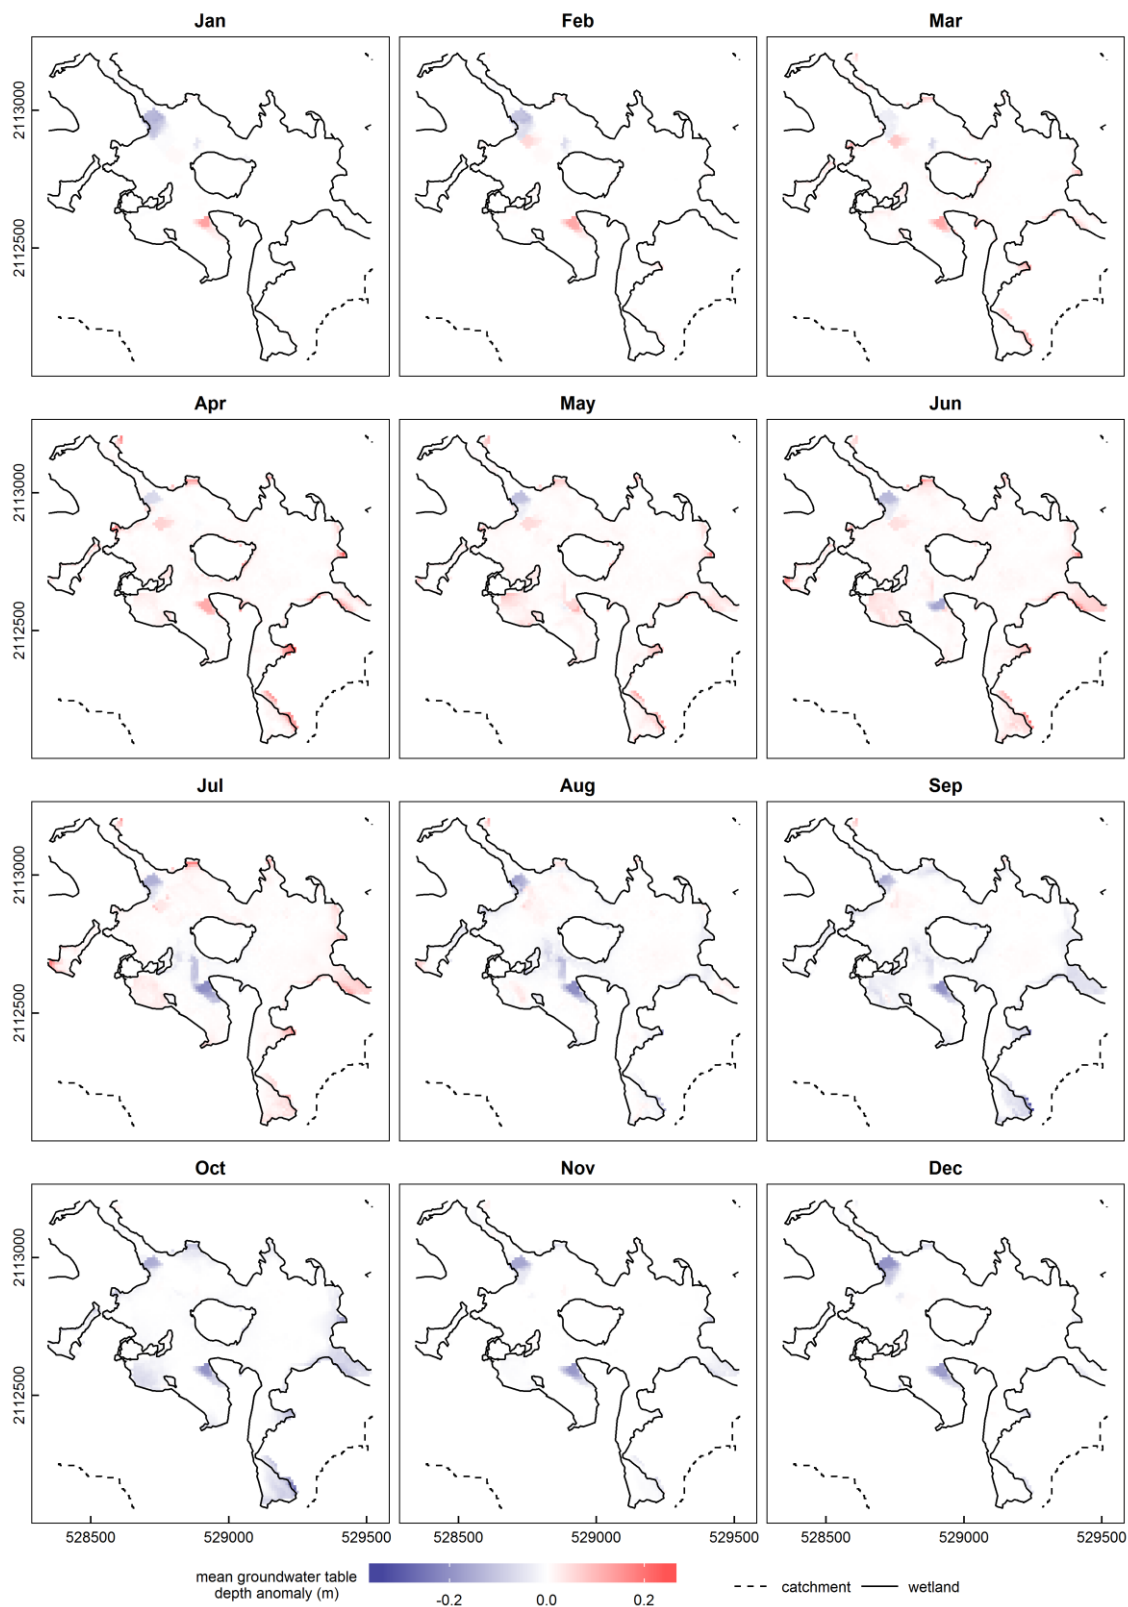 Jan Feb Mar
2113000
2112500
Apr May Jun
2113000
2112500
Jul Aug Sep
2113000
2112500
Oct Nov Dec
2113000
2112500
528500 529000 529500 528500 529000 529500 528500 529000 529500
mean groundwater table
depth anomaly (m)
-0.2 0.0 0.2
catchment wetland